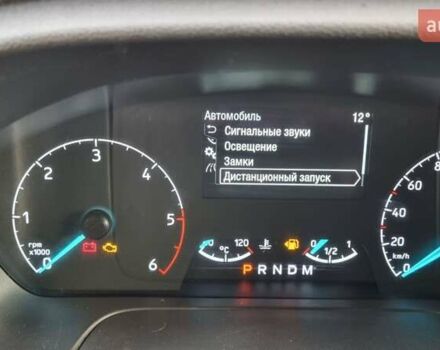 au
Автомобиль 12°
Сигнальные звуки
Освещение
Замки
Дистанционный запуск
0 1 2 3 4 5 6
rpm
x1000
°C 120
0 1/2 1
P R N D M
0 20 40 60 80
km/h